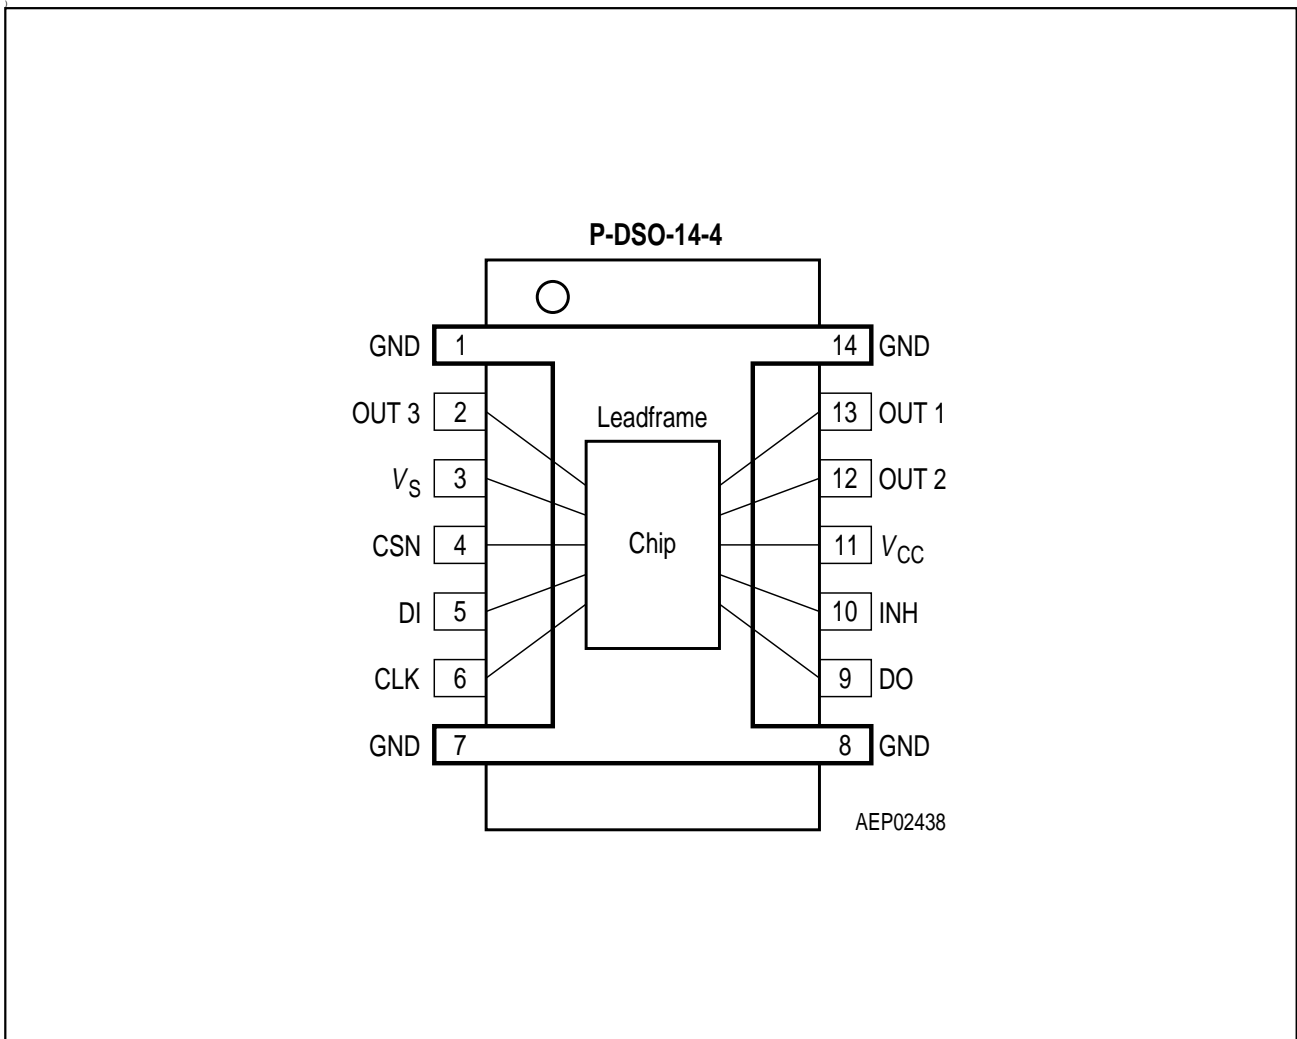 P-DSO-14-4
GND 1 14 GND
OUT 3 2 Leadframe 13 OUT 1
VS 3 12 OUT 2
CSN 4 Chip 11 VCC
DI 5 10 INH
CLK 6 9 DO
GND 7 8 GND
AEP02438